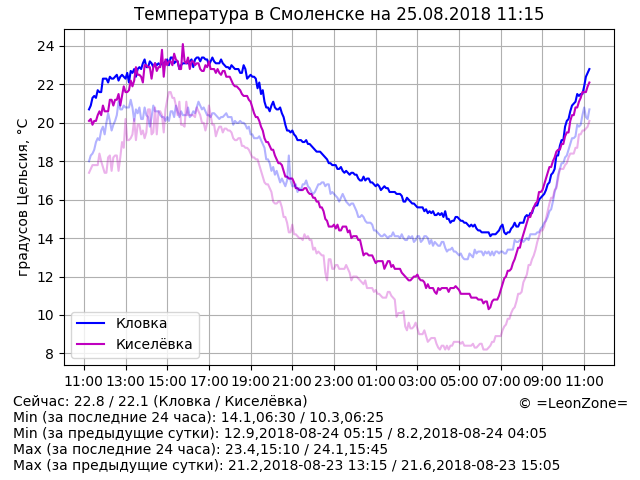 Температура в Смоленске на 25.08.2018 11:15
24
22
20
18
16
14
12
10
8
градусов Цельсия, °C
Кловка
Киселёвка
11:00 13:00 15:00 17:00 19:00 21:00 23:00 01:00 03:00 05:00 07:00 09:00 11:00
Сейчас: 22.8 / 22.1 (Кловка / Киселёвка)
© =LeonZone=
Min (за последние 24 часа): 14.1,06:30 / 10.3,06:25
Min (за предыдущие сутки): 12.9,2018-08-24 05:15 / 8.2,2018-08-24 04:05
Max (за последние 24 часа): 23.4,15:10 / 24.1,15:45
Max (за предыдущие сутки): 21.2,2018-08-23 13:15 / 21.6,2018-08-23 15:05